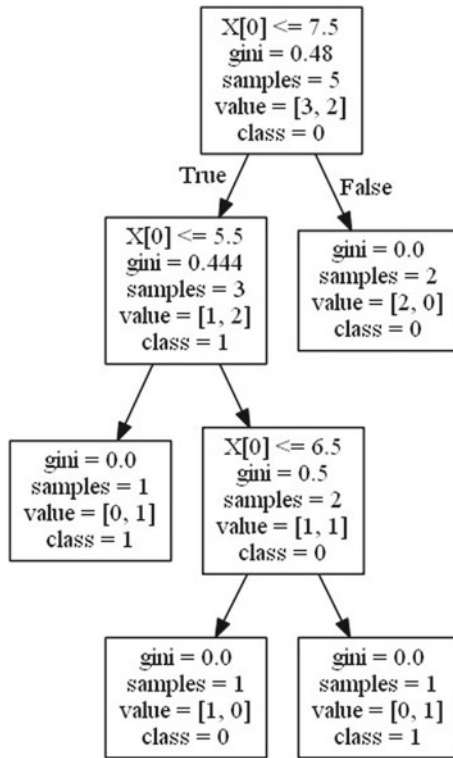 X[0] <= 7.5
gini = 0.48
samples = 5
value = [3, 2]
class = 0
True
False
X[0] <= 5.5
gini = 0.444
samples = 3
value = [1, 2]
class = 1
gini = 0.0
samples = 2
value = [2, 0]
class = 0
gini = 0.0
samples = 1
value = [0, 1]
class = 1
X[0] <= 6.5
gini = 0.5
samples = 2
value = [1, 1]
class = 0
gini = 0.0
samples = 1
value = [1, 0]
class = 0
gini = 0.0
samples = 1
value = [0, 1]
class = 1